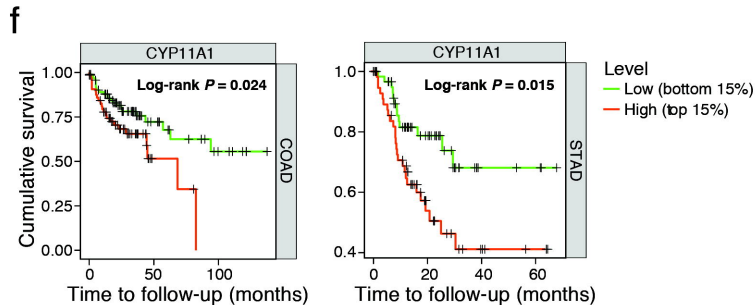 f
CYP11A1
Log-rank P = 0.024
Cumulative survival
1.00
0.75
0.50
0.25
0.00
0
50
100
Time to follow-up (months)
COAD
CYP11A1
Log-rank P = 0.015
1.0
0.8
0.6
0.4
0
20
40
60
Time to follow-up (months)
STAD
Level
Low (bottom 15%)
High (top 15%)